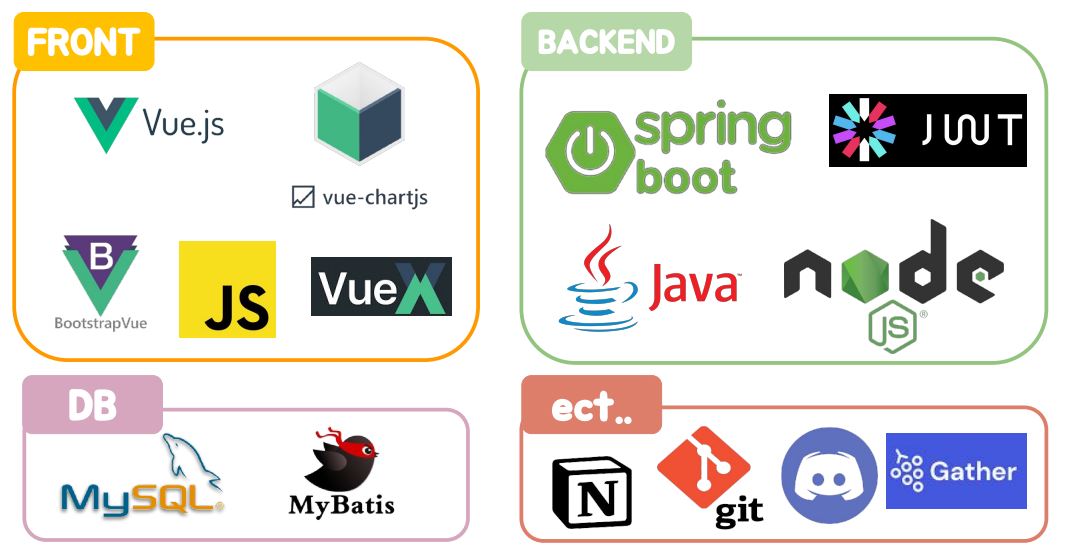 FRONT
Vue.js
vue-chartjs
B
BootstrapVue
JS
VueX
BACKEND
spring
boot
JWT
Java™
node
JS®
DB
MySQL®
MyBatis
ect..
N
git
Gather